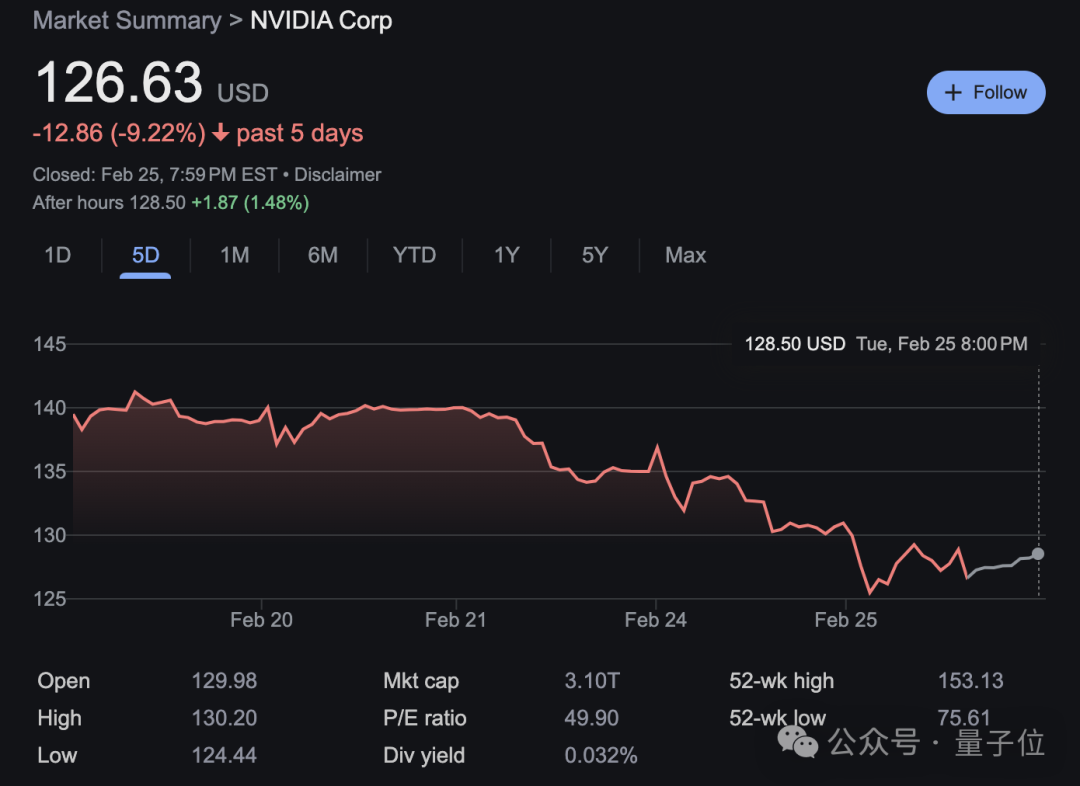 Market Summary > NVIDIA Corp
126.63 USD
+ Follow
-12.86 (-9.22%) ↓ past 5 days
Closed: Feb 25, 7:59 PM EST • Disclaimer
After hours 128.50 +1.87 (1.48%)
1D 5D 1M 6M YTD 1Y 5Y Max
145
128.50 USD Tue, Feb 25 8:00 PM
140
135
130
125
Feb 20 Feb 21 Feb 24 Feb 25
Open 129.98 Mkt cap 3.10T 52-wk high 153.13
High 130.20 P/E ratio 49.90 52-wk low 75.61
Low 124.44 Div yield 0.032%
公众号 · 量子位